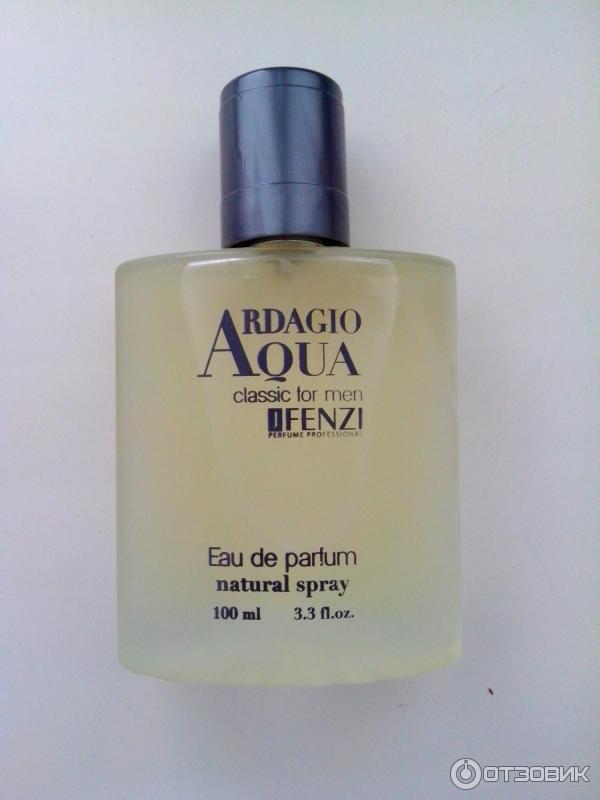 ARDAGIO
AQUA
classic for men
JFENZI
PERFUME PROFESSIONAL
Eau de parfum
natural spray
100 ml 3.3 fl.oz.
ОТЗОВИК